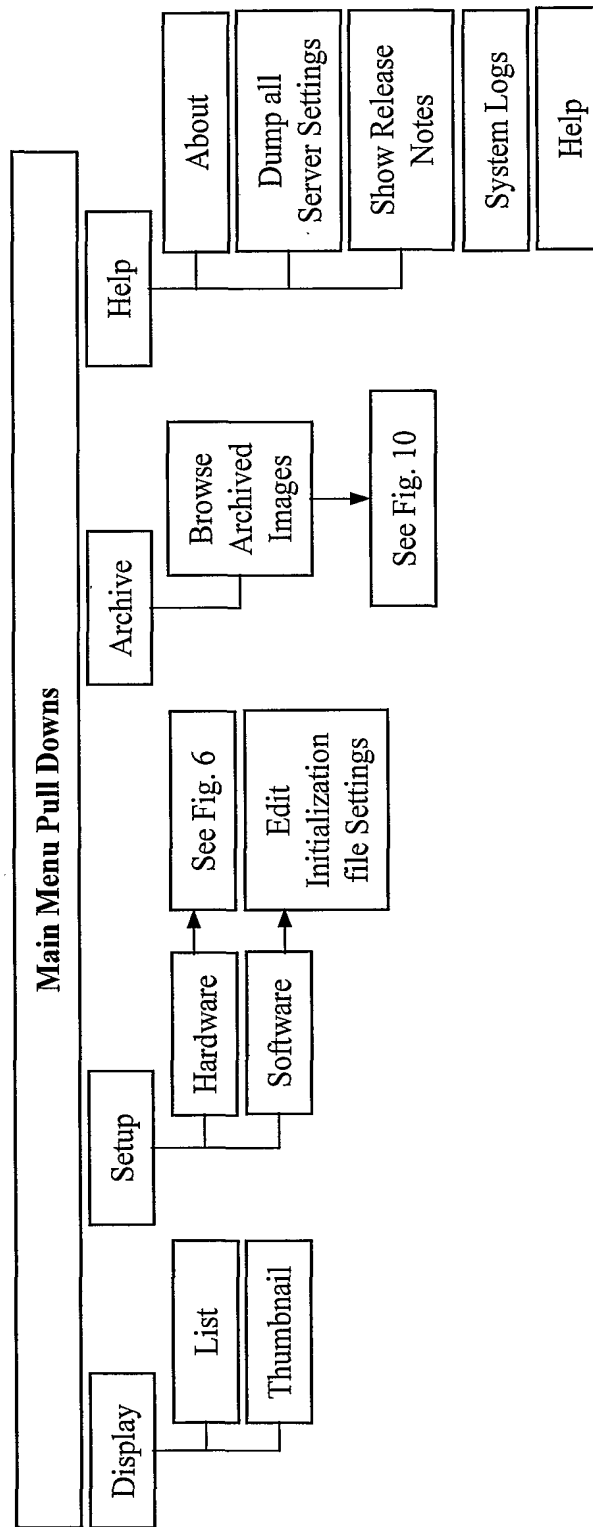 Main Menu Pull Downs
Display
List
Thumbnail
Setup
Hardware
See Fig. 6
Software
Edit
Initialization
file Settings
Archive
Browse
Archived
Images
See Fig. 10
Help
About
Dump all
Server Settings
Show Release
Notes
System Logs
Help